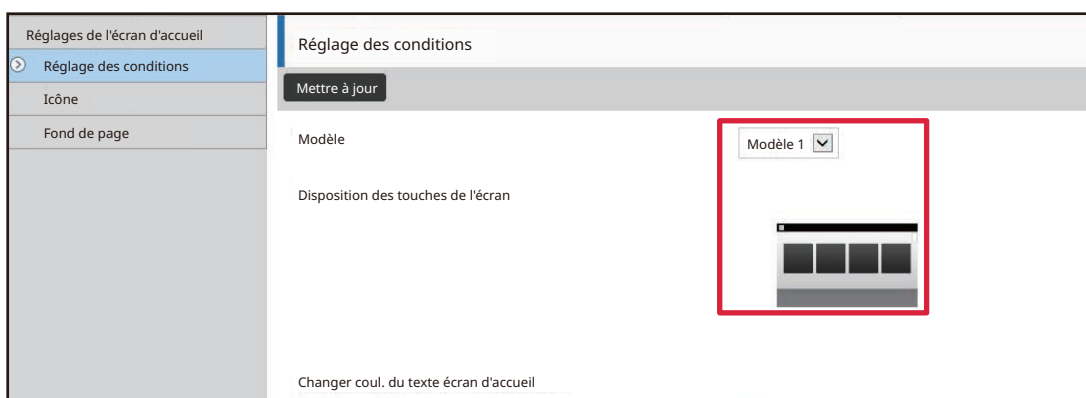 Réglages de l'écran d'accueil
Réglage des conditions
Icône
Fond de page
Réglage des conditions
Mettre à jour
Modèle
Modèle 1
Disposition des touches de l'écran
Changer coul. du texte écran d'accueil